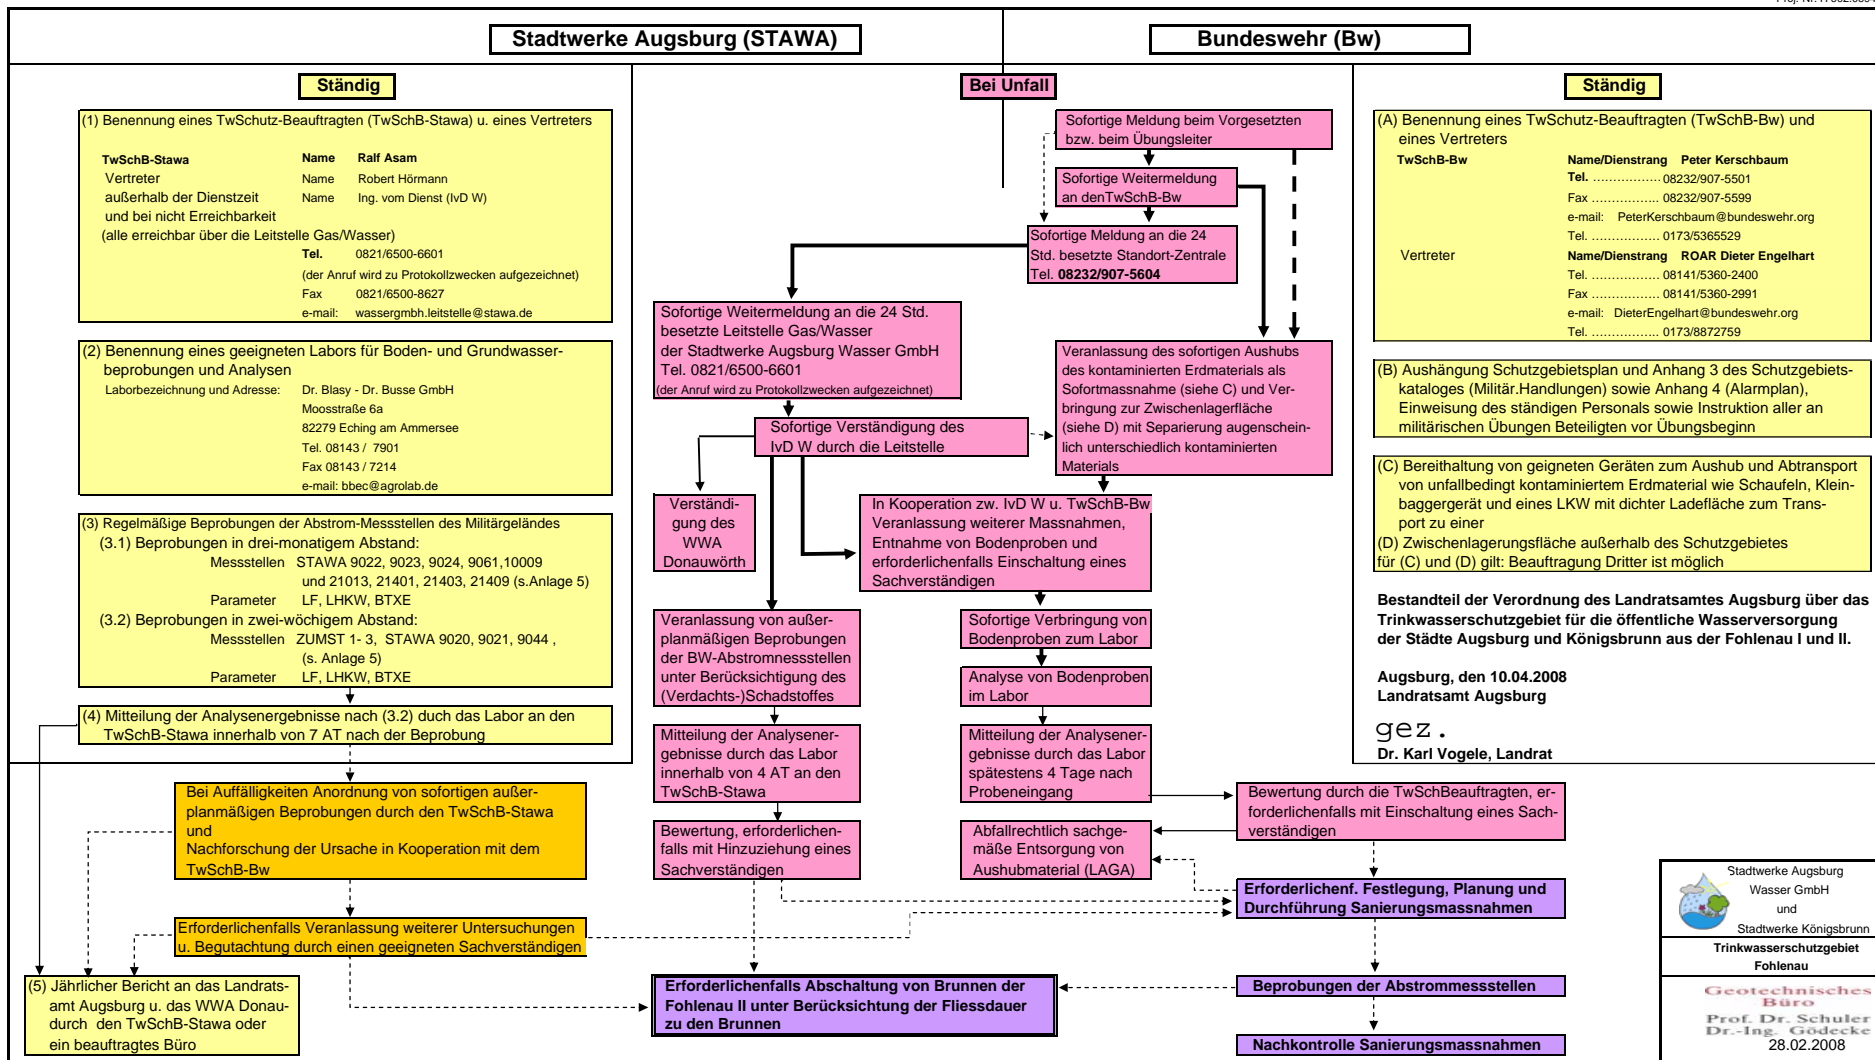 Stadtwerke Augsburg (STAWA)
Bundeswehr (Bw)
Ständig
(1) Benennung eines TwSchutz-Beauftragten (TwSchB-Stawa) u. eines Vertreters
TwSchB-Stawa Name Ralf Asam
Vertreter Name Robert Hörmann
außerhalb der Dienstzeit Name Ing. vom Dienst (IvD W)
und bei nicht Erreichbarkeit
(alle erreichbar über die Leitstelle Gas/Wasser)
Tel. 0821/6500-6601
(der Anruf wird zu Protokollzwecken aufgezeichnet)
Fax 0821/6500-8627
e-mail: wassergmbh.leitstelle@stawa.de
(2) Benennung eines geeigneten Labors für Boden- und Grundwasser-
beprobungen und Analysen
Laborbezeichnung und Adresse: Dr. Blasy - Dr. Busse GmbH
Moosstraße 6a
82279 Eching am Ammersee
Tel. 08143 / 7901
Fax 08143 / 7214
e-mail: bbec@agrolab.de
(3) Regelmäßige Beprobungen der Abstrom-Messstellen des Militärgeländes
(3.1) Beprobungen in drei-monatigem Abstand:
Messstellen STAWA 9022, 9023, 9024, 9061,10009
und 21013, 21401, 21403, 21409 (s.Anlage 5)
Parameter LF, LHKW, BTXE
(3.2) Beprobungen in zwei-wöchigem Abstand:
Messstellen ZUMST 1- 3, STAWA 9020, 9021, 9044 ,
(s. Anlage 5)
Parameter LF, LHKW, BTXE
(4) Mitteilung der Analysenergebnisse nach (3.2) duch das Labor an den
TwSchB-Stawa innerhalb von 7 AT nach der Beprobung
Bei Auffälligkeiten Anordnung von sofortigen außer-
planmäßigen Beprobungen durch den TwSchB-Stawa
und
Nachforschung der Ursache in Kooperation mit dem
TwSchB-Bw
Erforderlichenfalls Veranlassung weiterer Untersuchungen
u. Begutachtung durch einen geeigneten Sachverständigen
(5) Jährlicher Bericht an das Landrats-
amt Augsburg u. das WWA Donau-
durch den TwSchB-Stawa oder
ein beauftragtes Büro
Bei Unfall
Sofortige Meldung beim Vorgesetzten
bzw. beim Übungsleiter
Sofortige Weitermeldung
an denTwSchB-Bw
Sofortige Meldung an die 24
Std. besetzte Standort-Zentrale
Tel. 08232/907-5604
Sofortige Weitermeldung an die 24 Std.
besetzte Leitstelle Gas/Wasser
der Stadtwerke Augsburg Wasser GmbH
Tel. 0821/6500-6601
(der Anruf wird zu Protokollzwecken aufgezeichnet)
Sofortige Verständigung des
IvD W durch die Leitstelle
Veranlassung des sofortigen Aushubs
des kontaminierten Erdmaterials als
Sofortmassnahme (siehe C) und Ver-
bringung zur Zwischenlagerfläche
(siehe D) mit Separierung augenschein-
lich unterschiedlich kontaminierten
Materials
Verständi-
gung des
WWA
Donauwörth
In Kooperation zw. IvD W u. TwSchB-Bw
Veranlassung weiterer Massnahmen,
Entnahme von Bodenproben und
erforderlichenfalls Einschaltung eines
Sachverständigen
Veranlassung von außer-
planmäßigen Beprobungen
der BW-Abstromnessstellen
unter Berücksichtigung des
(Verdachts-)Schadstoffes
Sofortige Verbringung von
Bodenproben zum Labor
Analyse von Bodenproben
im Labor
Mitteilung der Analysener-
gebnisse durch das Labor
innerhalb von 4 AT an den
TwSchB-Stawa
Mitteilung der Analysener-
gebnisse durch das Labor
spätestens 4 Tage nach
Probeneingang
Bewertung durch die TwSchBeauftragten, er-
forderlichenfalls mit Einschaltung eines Sach-
verständigen
Bewertung, erforderlichen-
falls mit Hinzuziehung eines
Sachverständigen
Abfallrechtlich sachge-
mäße Entsorgung von
Aushubmaterial (LAGA)
Erforderlichenf. Festlegung, Planung und
Durchführung Sanierungsmassnahmen
Erforderlichenfalls Abschaltung von Brunnen der
Fohlenau II unter Berücksichtung der Fliessdauer
zu den Brunnen
Beprobungen der Abstrommessstellen
Nachkontrolle Sanierungsmassnahmen
Ständig
(A) Benennung eines TwSchutz-Beauftragten (TwSchB-Bw) und
eines Vertreters
TwSchB-Bw Name/Dienstrang Peter Kerschbaum
Tel. ................. 08232/907-5501
Fax ................. 08232/907-5599
e-mail: PeterKerschbaum@bundeswehr.org
Tel. ................. 0173/5365529
Vertreter Name/Dienstrang ROAR Dieter Engelhart
Tel. ................. 08141/5360-2400
Fax ................. 08141/5360-2991
e-mail: DieterEngelhart@bundeswehr.org
Tel. ................. 0173/8872759
(B) Aushängung Schutzgebietsplan und Anhang 3 des Schutzgebiets-
kataloges (Militär.Handlungen) sowie Anhang 4 (Alarmplan),
Einweisung des ständigen Personals sowie Instruktion aller an
militärischen Übungen Beteiligten vor Übungsbeginn
(C) Bereithaltung von geigneten Geräten zum Aushub und Abtransport
von unfallbedingt kontaminiertem Erdmaterial wie Schaufeln, Klein-
baggergerät und eines LKW mit dichter Ladefläche zum Trans-
port zu einer
(D) Zwischenlagerungsfläche außerhalb des Schutzgebietes
für (C) und (D) gilt: Beauftragung Dritter ist möglich
Bestandteil der Verordnung des Landratsamtes Augsburg über das
Trinkwasserschutzgebiet für die öffentliche Wasserversorgung
der Städte Augsburg und Königsbrunn aus der Fohlenau I und II.
Augsburg, den 10.04.2008
Landratsamt Augsburg
gez.
Dr. Karl Vogele, Landrat
Stadtwerke Augsburg
Wasser GmbH
und
Stadtwerke Königsbrunn
Trinkwasserschutzgebiet
Fohlenau
Geotechnisches
Büro
Prof. Dr. Schuler
Dr.-Ing. Gödecke
28.02.2008